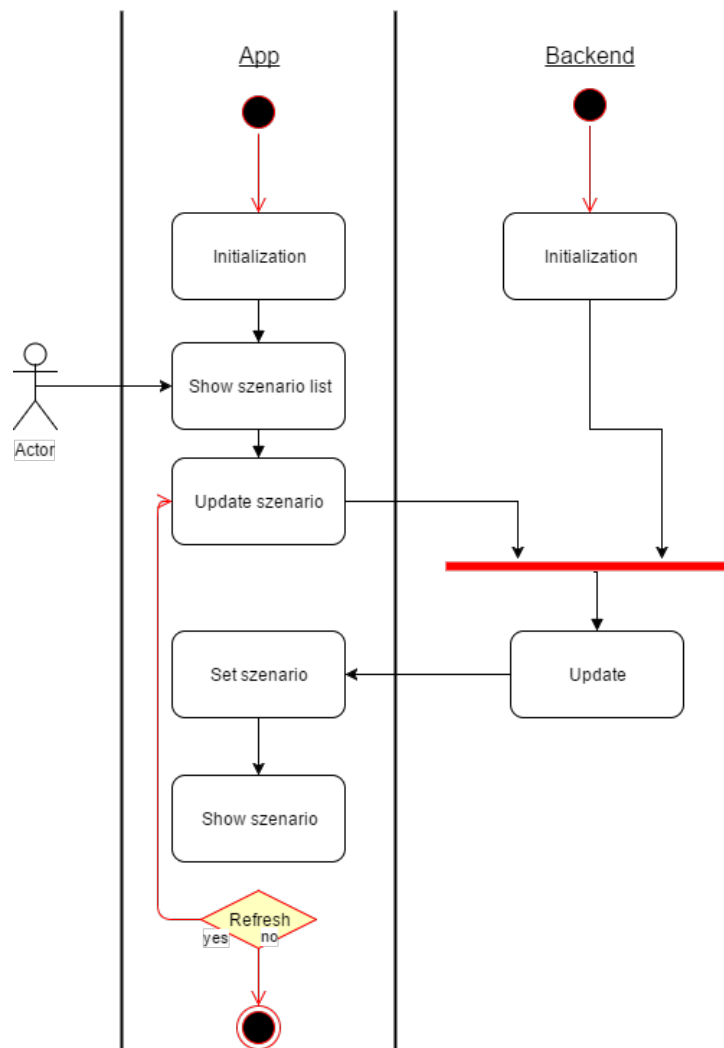 App
Backend
Initialization
Initialization
Show szenario list
Actor
Update szenario
Set szenario
Update
Show szenario
Refresh
yes
no